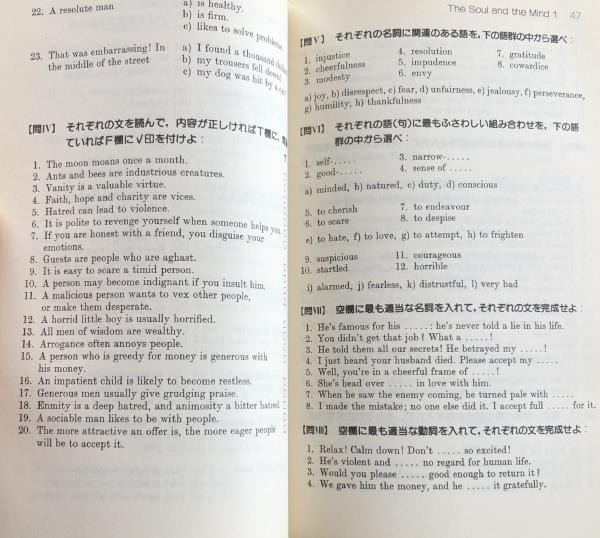 22. A resolute man
a) is healthy.
b) is firm.
c) likes to solve problems.
23. That was embarrassing! In
the middle of the street
a) I found a thousand
b) my trousers fell down!
c) my dog was hit by a
【問Ⅳ】 それぞれの文を読んで，内容が正しければT欄に，
ていればF欄に√印を付けよ：
1. The moon moans once a month.
2. Ants and bees are industrious creatures.
3. Vanity is a valuable virtue.
4. Faith, hope and charity are vices.
5. Hatred can lead to violence.
6. It is polite to revenge yourself when someone helps you.
7. If you are honest with a friend, you disguise your
emotions.
8. Guests are people who are aghast.
9. It is easy to scare a timid person.
10. A person may become indignant if you insult him.
11. A malicious person wants to vex other people,
or make them desperate.
12. A horrid little boy is usually horrified.
13. All men of wisdom are wealthy.
14. Arrogance often annoys people.
15. A person who is greedy for money is generous with
his money.
16. An impatient child is likely to become restless.
17. Generous men usually give grudging praise.
18. Enmity is a deep hatred, and animosity a bitter hatred.
19. A sociable man likes to be with people.
20. The more attractive an offer is, the more eager people
will be to accept it.
The Soul and the Mind 1 47
【問Ⅴ】 それぞれの名詞に関連のある語を，下の語群の中から選べ：
1. injustice 4. resolution 7. gratitude
2. cheerfulness 5. impudence 8. cowardice
3. modesty 6. envy
a) joy, b) disrespect, c) fear, d) unfairness, e) jealousy, f) perseverance,
g) humility, h) thankfulness
【問Ⅵ】 それぞれの語(句)に最もふさわしい組み合わせを，下の語
群の中から選べ：
1. self-..... 3. narrow-.....
2. good-..... 4. sense of .....
a) minded, b) natured, c) duty, d) conscious
5. to cherish 7. to endeavour
6. to scare 8. to despise
e) to hate, f) to love, g) to attempt, h) to frighten
9. suspicious 11. courageous
10. startled 12. horrible
i) alarmed, j) fearless, k) distrustful, l) very bad
【問Ⅶ】 空欄に最も適当な名詞を入れて，それぞれの文を完成せよ：
1. He's famous for his .....: he's never told a lie in his life.
2. You didn't get that job? What a .....!
3. He told them all our secrets! He betrayed my .....!
4. I just heard your husband died. Please accept my .....
5. Well, you're in a cheerful frame of .....!
6. She's head over ..... in love with him.
7. When he saw the enemy coming, he turned pale with .....
8. I made the mistake; no one else did it. I accept full ..... for it.
【問Ⅷ】 空欄に最も適当な動詞を入れて，それぞれの文を完成せよ：
1. Relax! Calm down! Don't ..... so excited!
2. He's violent and ..... no regard for human life.
3. Would you please ..... good enough to return it?
4. We gave him the money, and he ..... it gratefully.